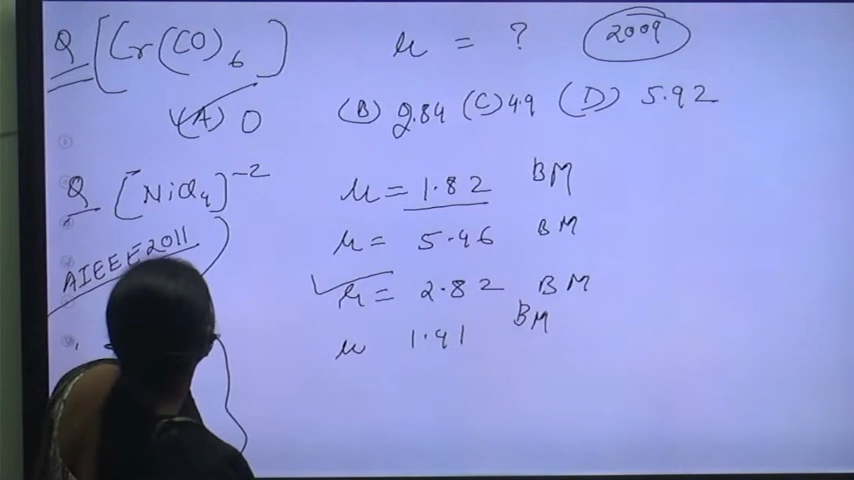 Q [Cr(CO)6] μ = ? 2009
(A) 0 (B) 2.84 (C) 4.9 (D) 5.92
Q [NiCl4]-2 μ = 1.82 BM
AIEEE 2011 μ = 5.46 BM
μ = 2.82 BM
μ 1.41 BM